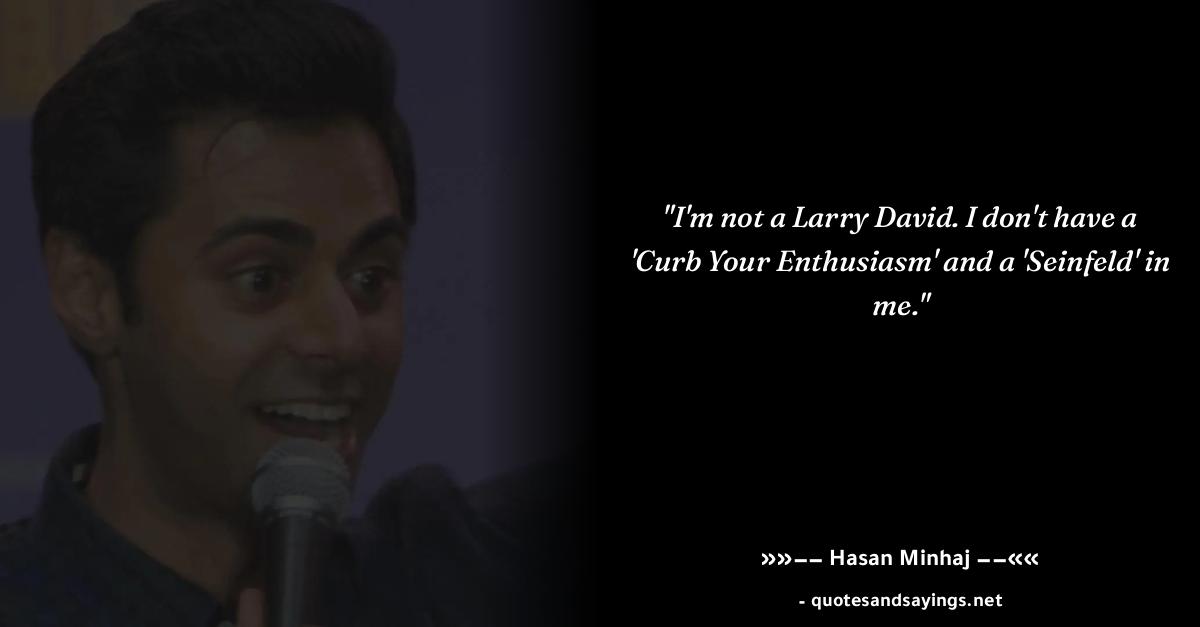 "I'm not a Larry David. I don't have a
'Curb Your Enthusiasm' and a 'Seinfeld' in
me."
»»–– Hasan Minhaj ––««
- quotesandsayings.net